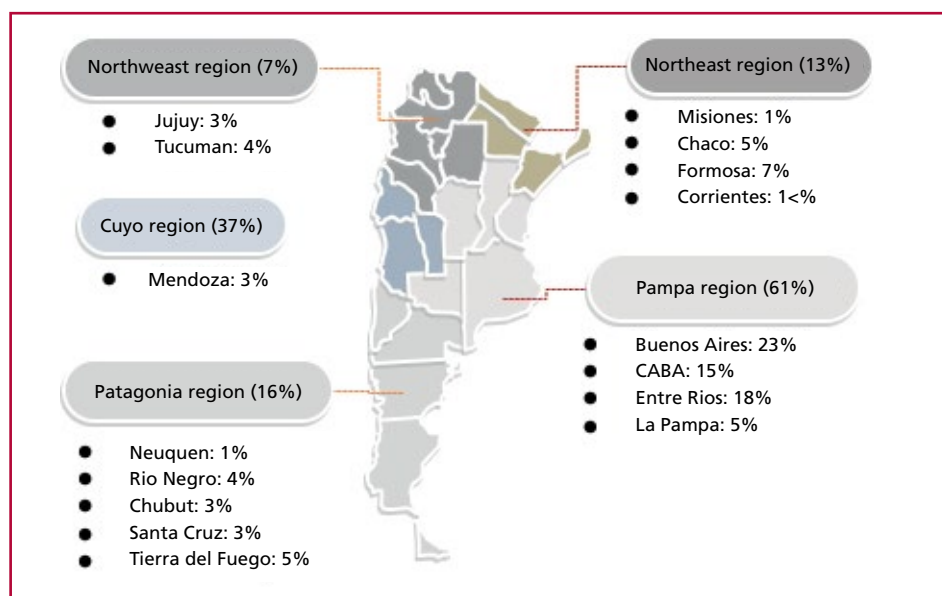 Northweast region (7%)
Jujuy: 3%
Tucuman: 4%
Cuyo region (37%)
Mendoza: 3%
Patagonia region (16%)
Neuquen: 1%
Rio Negro: 4%
Chubut: 3%
Santa Cruz: 3%
Tierra del Fuego: 5%
Northeast region (13%)
Misiones: 1%
Chaco: 5%
Formosa: 7%
Corrientes: 1<%
Pampa region (61%)
Buenos Aires: 23%
CABA: 15%
Entre Rios: 18%
La Pampa: 5%